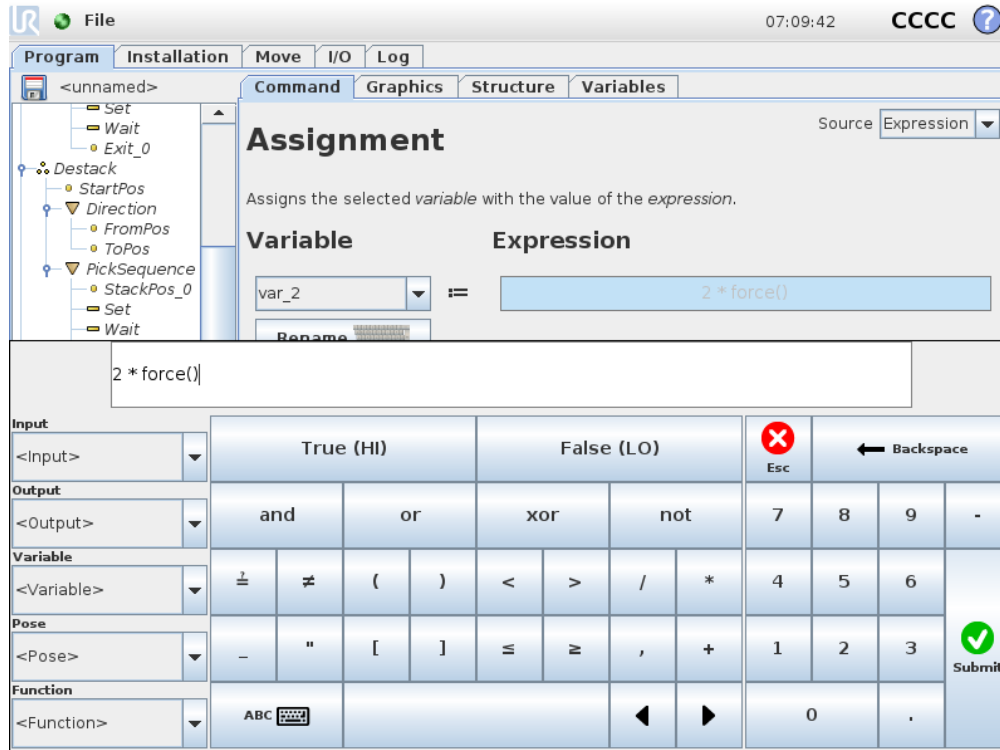 UR File 07:09:42 CCCC ?
Program Installation Move I/O Log
<unnamed> Command Graphics Structure Variables
Set
Wait
Exit_0
Destack
StartPos
Direction
FromPos
ToPos
PickSequence
StackPos_0
Set
Wait
Assignment
Source Expression
Assigns the selected variable with the value of the expression.
Variable Expression
var_2 := 2 * force()
Rename
2 * force()
Input
<Input>
Output
<Output>
Variable
<Variable>
Pose
<Pose>
Function
<Function>
True (HI) False (LO) Esc Backspace
and or xor not 7 8 9 -
≟ ≠ ( ) < > / * 4 5 6
_ " [ ] ≤ ≥ , + 1 2 3 Submit
ABC 0 .